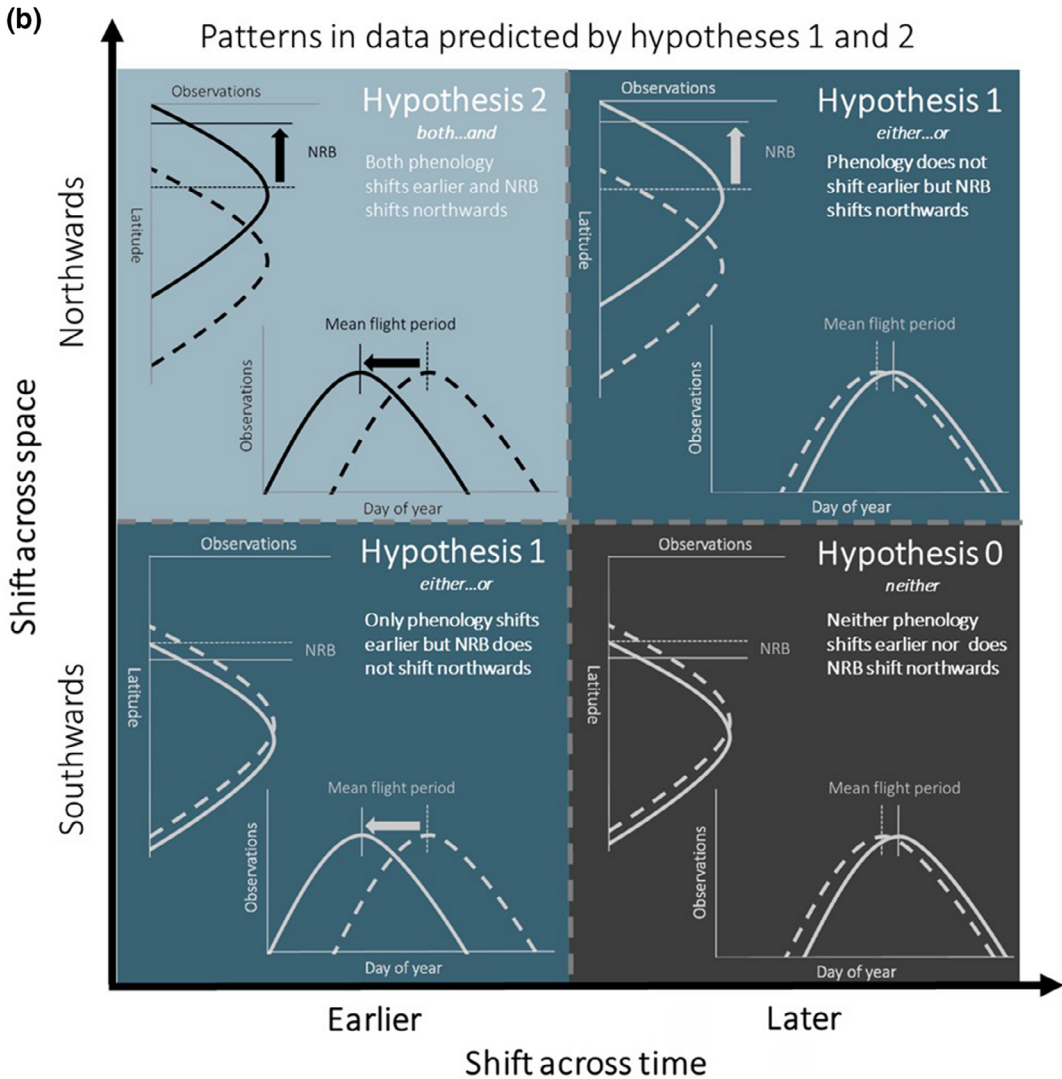 (b)
Patterns in data predicted by hypotheses 1 and 2
Shift across space
Northwards
Southwards
Observations
Hypothesis 2
both...and
NRB
Both phenology
shifts earlier and NRB
shifts northwards
Latitude
Mean flight period
Observations
Day of year
Observations
Hypothesis 1
either...or
NRB
Phenology does not
shift earlier but NRB
shifts northwards
Latitude
Mean flight period
Observations
Day of year
Observations
Hypothesis 1
either...or
NRB
Only phenology shifts
earlier but NRB does
not shift northwards
Latitude
Mean flight period
Observations
Day of year
Observations
Hypothesis 0
neither
NRB
Neither phenology
shifts earlier nor does
NRB shift northwards
Latitude
Mean flight period
Observations
Day of year
Earlier
Later
Shift across time